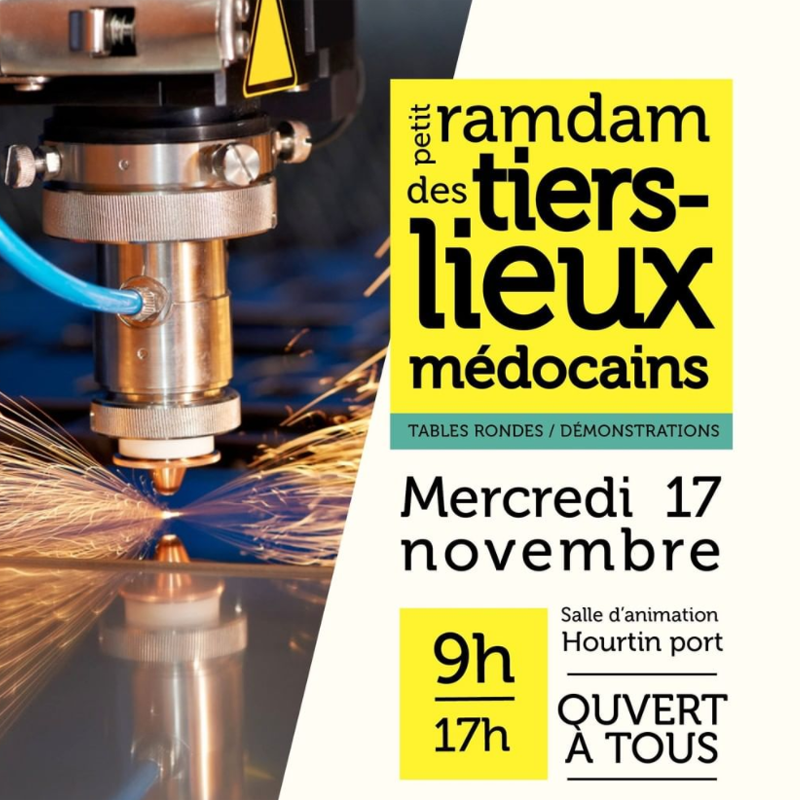 petit ramdam
des tiers-
lieux
médocains
TABLES RONDES / DÉMONSTRATIONS
Mercredi 17
novembre
9h
17h
Salle d'animation
Hourtin port
OUVERT
À TOUS